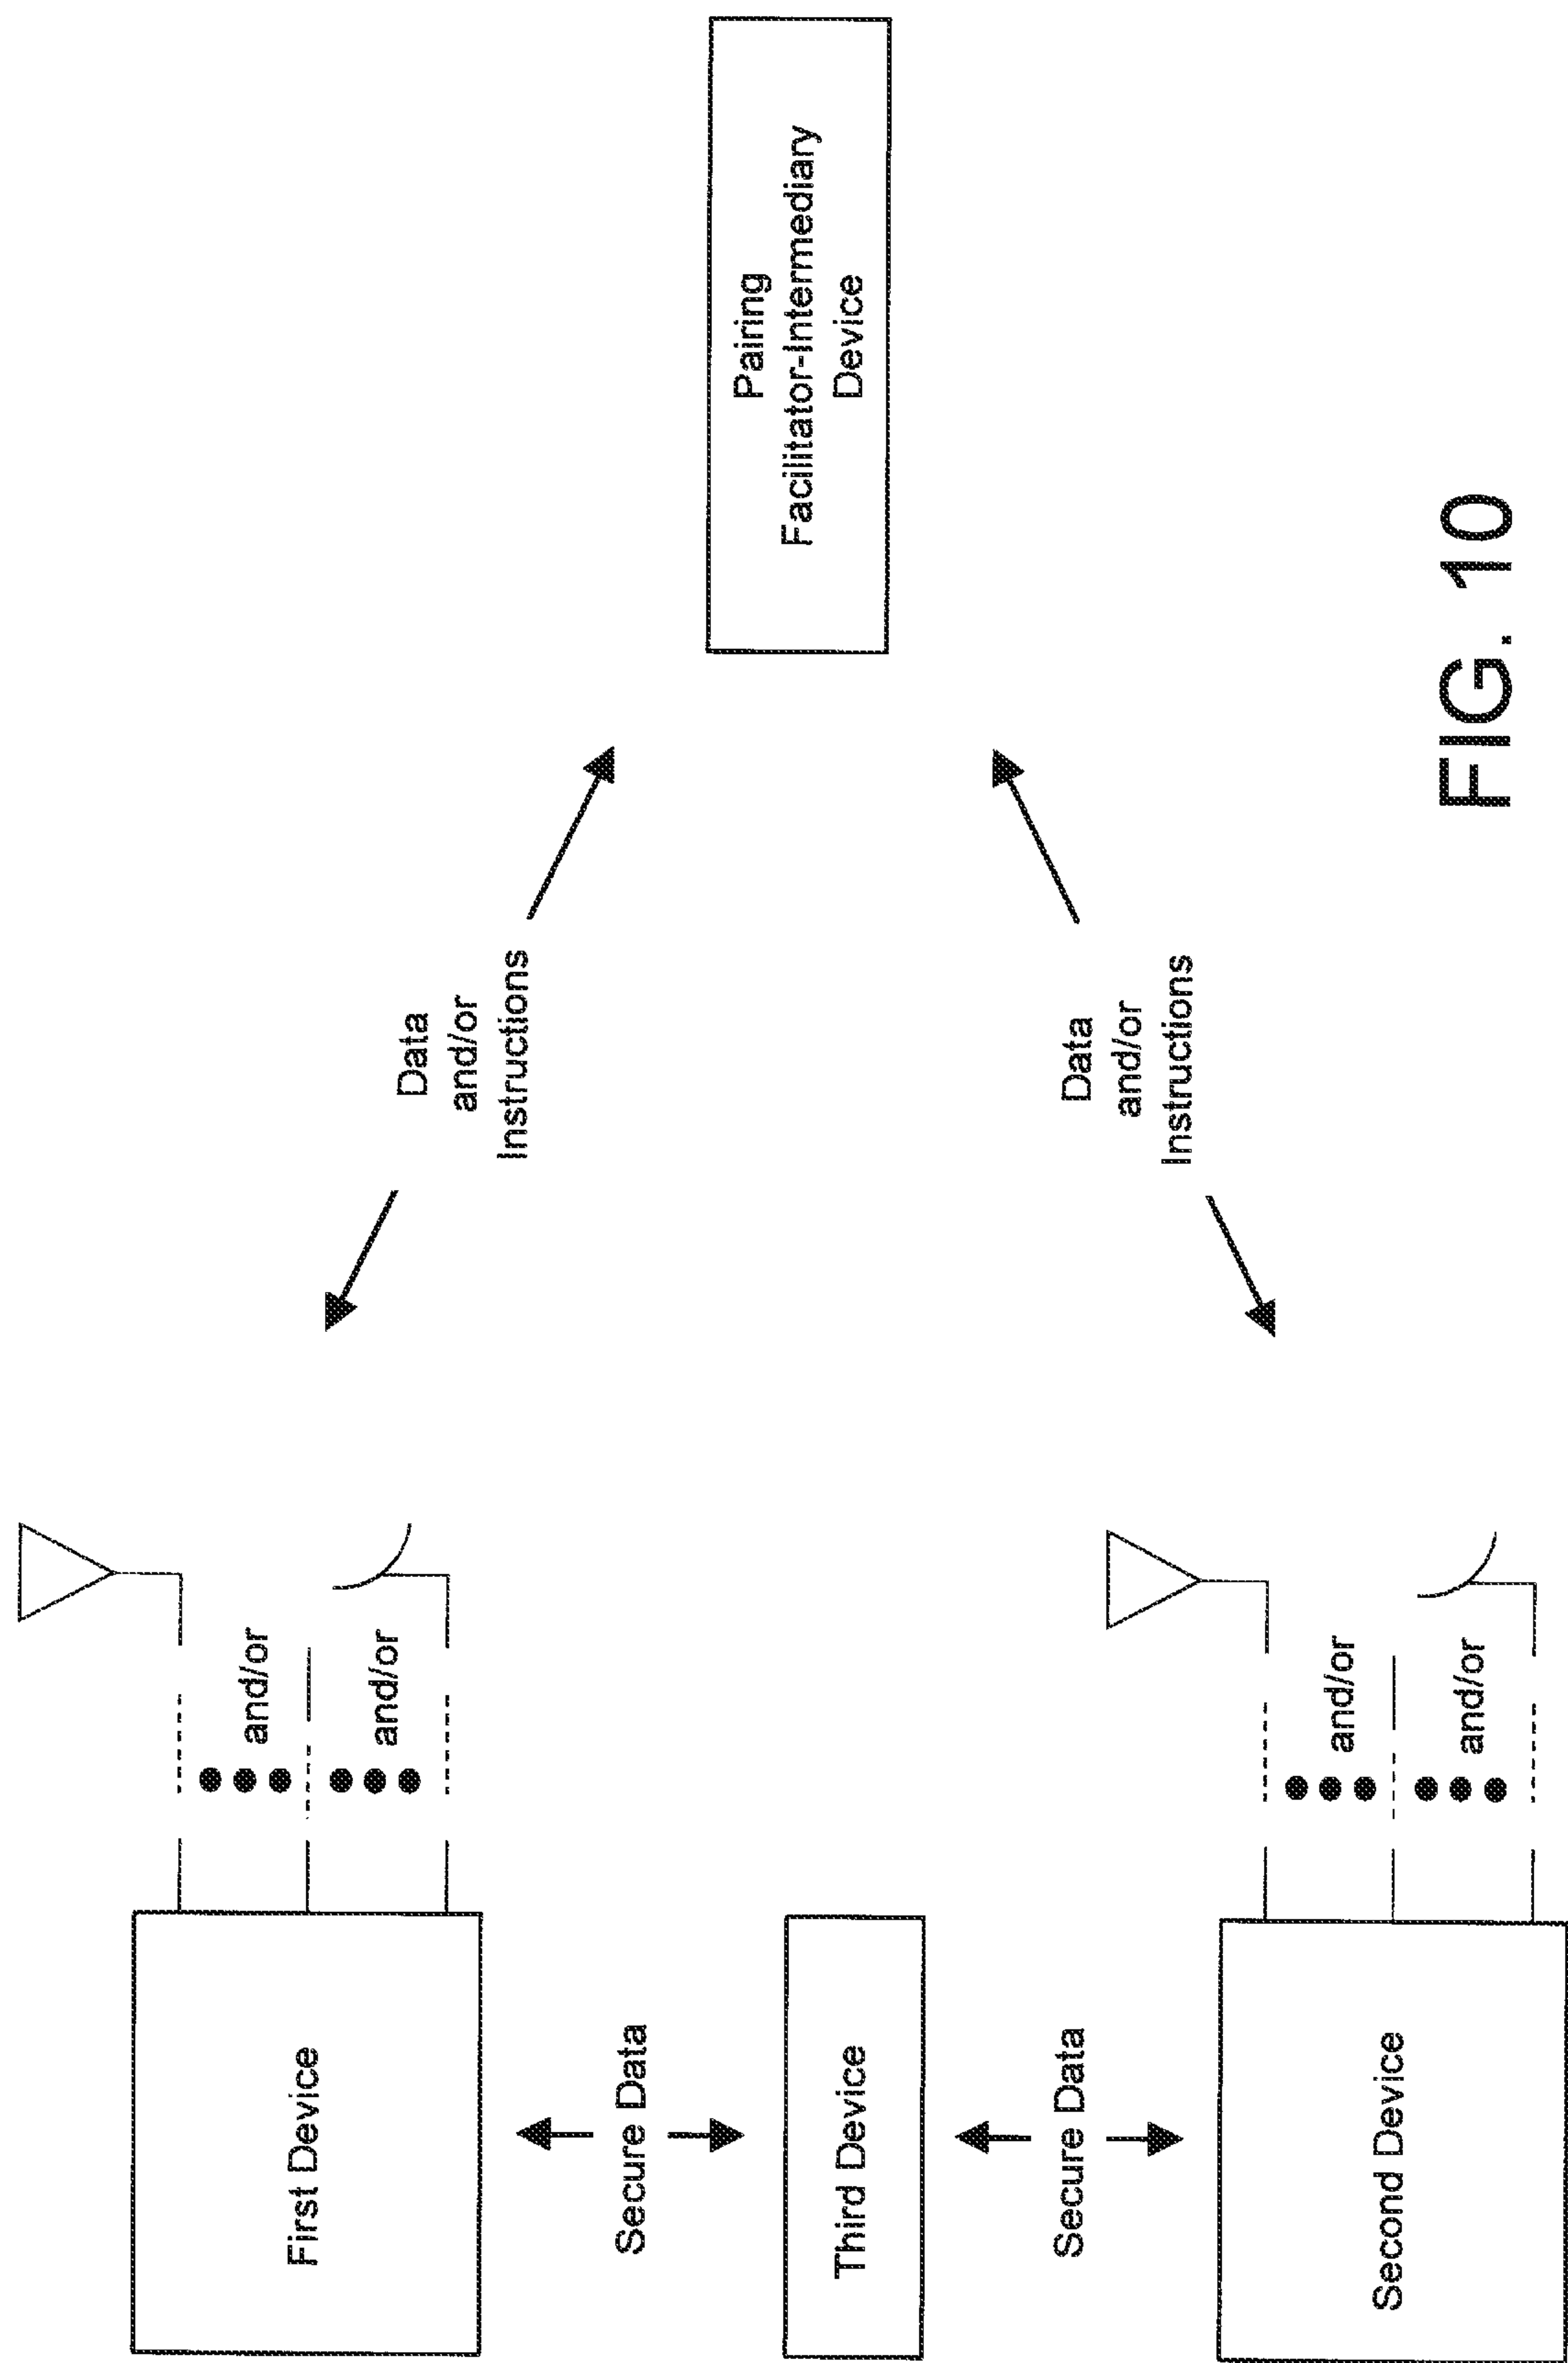 First Device
and/or
and/or
Secure Data
Third Device
Secure Data
Second Device
and/or
and/or
Data
and/or
Instructions
Data
and/or
Instructions
Pairing
Facilitator-Intermediary
Device
FIG. 10